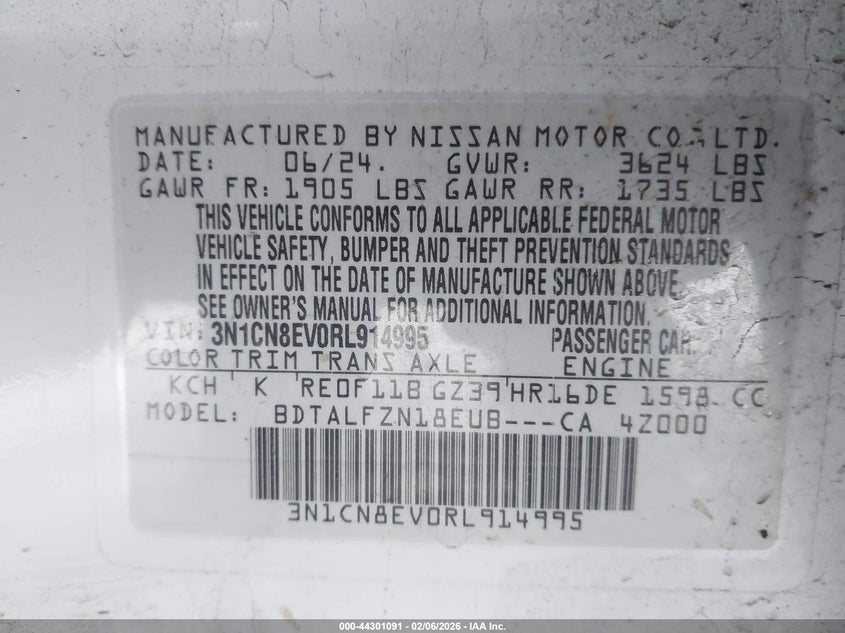 MANUFACTURED BY NISSAN MOTOR CO., LTD.
DATE: 06/24. GVWR: 3624 LBS
GAWR FR: 1905 LBS GAWR RR: 1735 LBS
THIS VEHICLE CONFORMS TO ALL APPLICABLE FEDERAL MOTOR
VEHICLE SAFETY, BUMPER AND THEFT PREVENTION STANDARDS
IN EFFECT ON THE DATE OF MANUFACTURE SHOWN ABOVE.
SEE OWNER'S MANUAL FOR ADDITIONAL INFORMATION.
VIN: 3N1CN8EV0RL914995 PASSENGER CAR
COLOR TRIM TRANS AXLE ENGINE
KCH K RE0F11B GZ39 HR16DE 1598 CC
MODEL: BDTALFZN18EUB---CA 4Z000
3N1CN8EV0RL914995
000-44301091 - 02/06/2026 - IAA Inc.